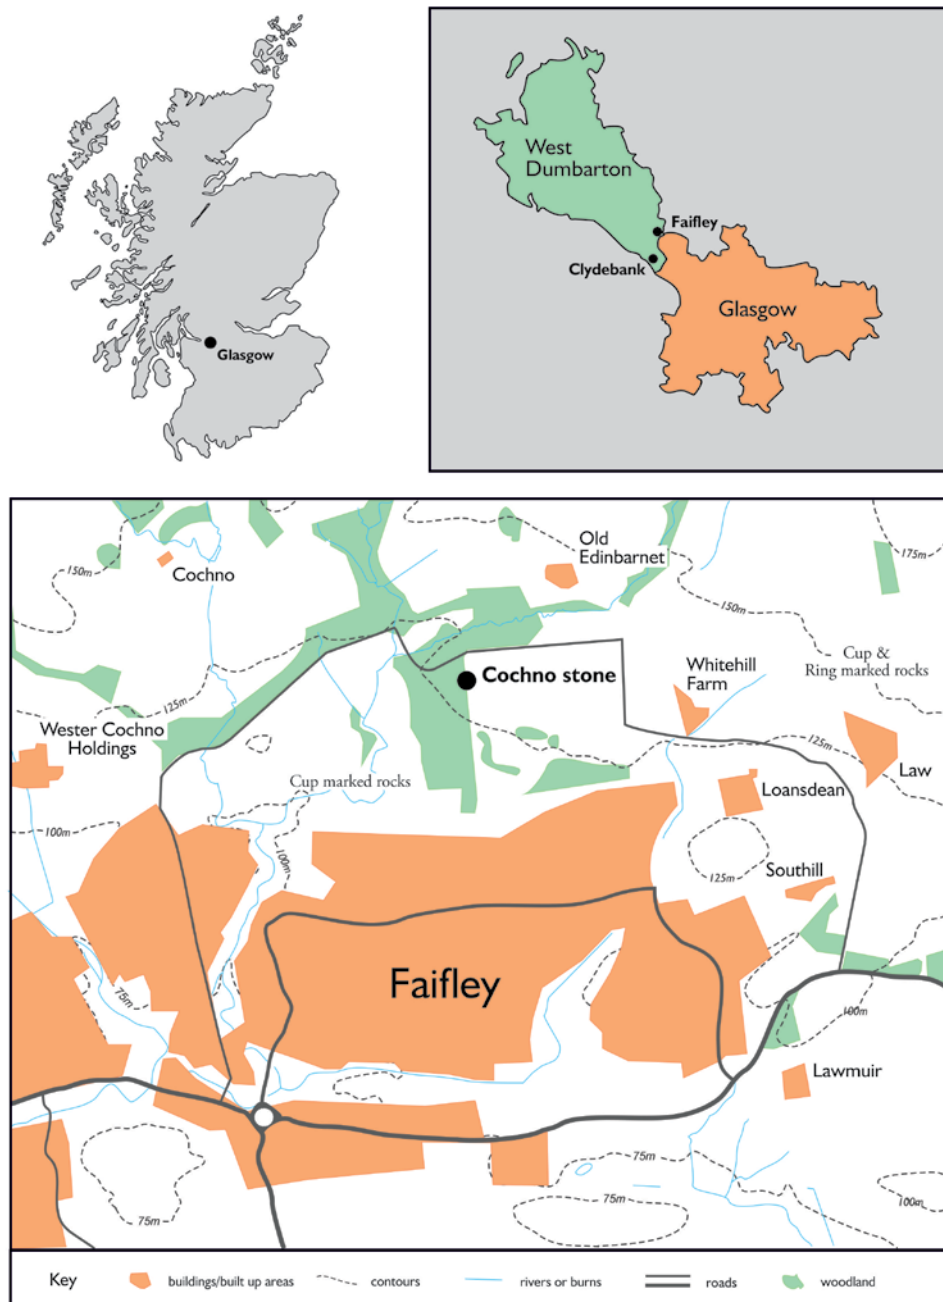 Glasgow
West
Dumbarton
Faifley
Clydebank
Glasgow
Old
Edinbarnet
175m
150m
Cochno
150m
Cup &
Ring marked rocks
Whitehill
Farm
Cochno stone
125m
Wester Cochno
Holdings
125m
Law
Cup marked rocks
Loansdean
100m
100m
125m
Southill
Faifley
75m
100m
Lawmuir
75m
75m
75m
100m
Key
buildings/built up areas
contours
rivers or burns
roads
woodland